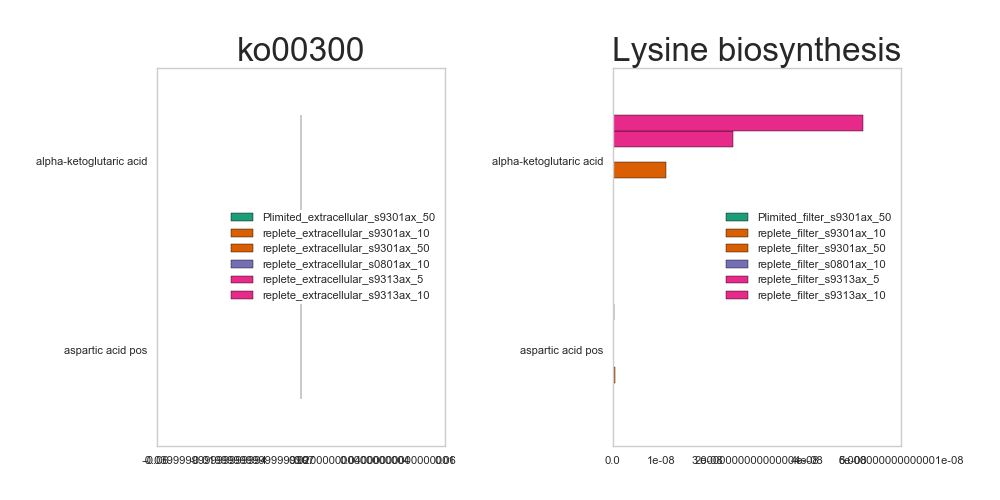 ko00300
Lysine biosynthesis
alpha-ketoglutaric acid
aspartic acid pos
Plimited_extracellular_s9301ax_50
replete_extracellular_s9301ax_10
replete_extracellular_s9301ax_50
replete_extracellular_s0801ax_10
replete_extracellular_s9313ax_5
replete_extracellular_s9313ax_10
alpha-ketoglutaric acid
aspartic acid pos
Plimited_filter_s9301ax_50
replete_filter_s9301ax_10
replete_filter_s9301ax_50
replete_filter_s0801ax_10
replete_filter_s9313ax_5
replete_filter_s9313ax_10
0.0
1e-08